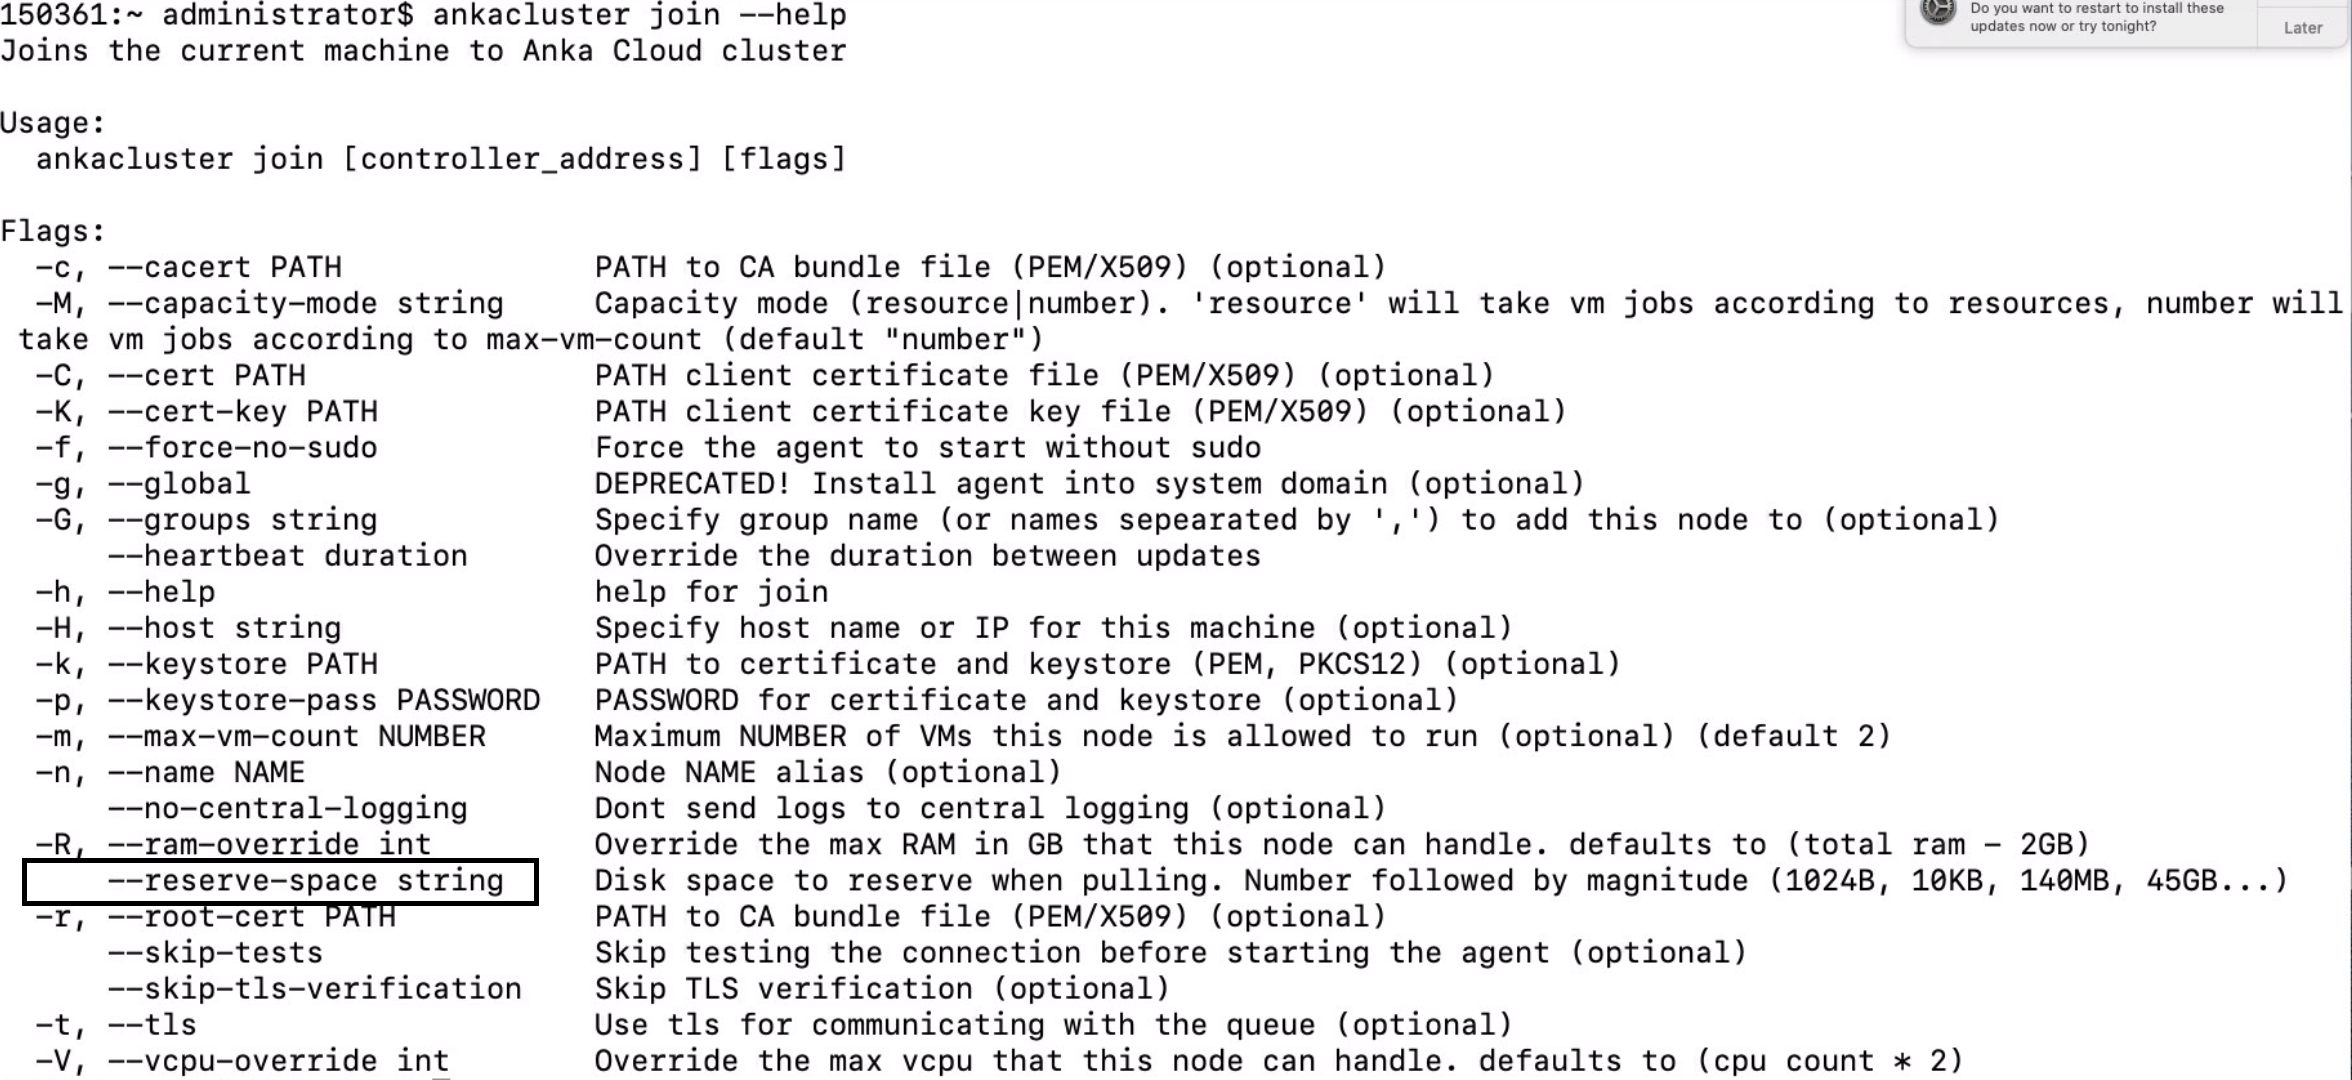 150361:~ administrator$ ankacluster join --help
Do you want to restart to install these
updates now or try tonight?
Later
Joins the current machine to Anka Cloud cluster
Usage:
ankacluster join [controller_address] [flags]
Flags:
-c, --cacert PATH PATH to CA bundle file (PEM/X509) (optional)
-M, --capacity-mode string Capacity mode (resource|number). 'resource' will take vm jobs according to resources, number will
take vm jobs according to max-vm-count (default "number")
-C, --cert PATH PATH client certificate file (PEM/X509) (optional)
-K, --cert-key PATH PATH client certificate key file (PEM/X509) (optional)
-f, --force-no-sudo Force the agent to start without sudo
-g, --global DEPRECATED! Install agent into system domain (optional)
-G, --groups string Specify group name (or names sepearated by ',') to add this node to (optional)
--heartbeat duration Override the duration between updates
-h, --help help for join
-H, --host string Specify host name or IP for this machine (optional)
-k, --keystore PATH PATH to certificate and keystore (PEM, PKCS12) (optional)
-p, --keystore-pass PASSWORD PASSWORD for certificate and keystore (optional)
-m, --max-vm-count NUMBER Maximum NUMBER of VMs this node is allowed to run (optional) (default 2)
-n, --name NAME Node NAME alias (optional)
--no-central-logging Dont send logs to central logging (optional)
-R, --ram-override int Override the max RAM in GB that this node can handle. defaults to (total ram - 2GB)
--reserve-space string Disk space to reserve when pulling. Number followed by magnitude (1024B, 10KB, 140MB, 45GB...)
-r, --root-cert PATH PATH to CA bundle file (PEM/X509) (optional)
--skip-tests Skip testing the connection before starting the agent (optional)
--skip-tls-verification Skip TLS verification (optional)
-t, --tls Use tls for communicating with the queue (optional)
-V, --vcpu-override int Override the max vcpu that this node can handle. defaults to (cpu count * 2)